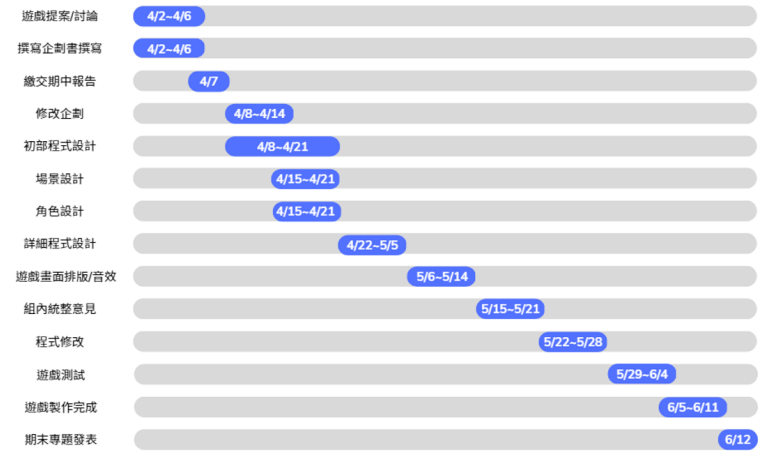 遊戲提案/討論 4/2~4/6
撰寫企劃書撰寫 4/2~4/6
繳交期中報告 4/7
修改企劃 4/8~4/14
初部程式設計 4/8~4/21
場景設計 4/15~4/21
角色設計 4/15~4/21
詳細程式設計 4/22~5/5
遊戲畫面排版/音效 5/6~5/14
組內統整意見 5/15~5/21
程式修改 5/22~5/28
遊戲測試 5/29~6/4
遊戲製作完成 6/5~6/11
期末專題發表 6/12